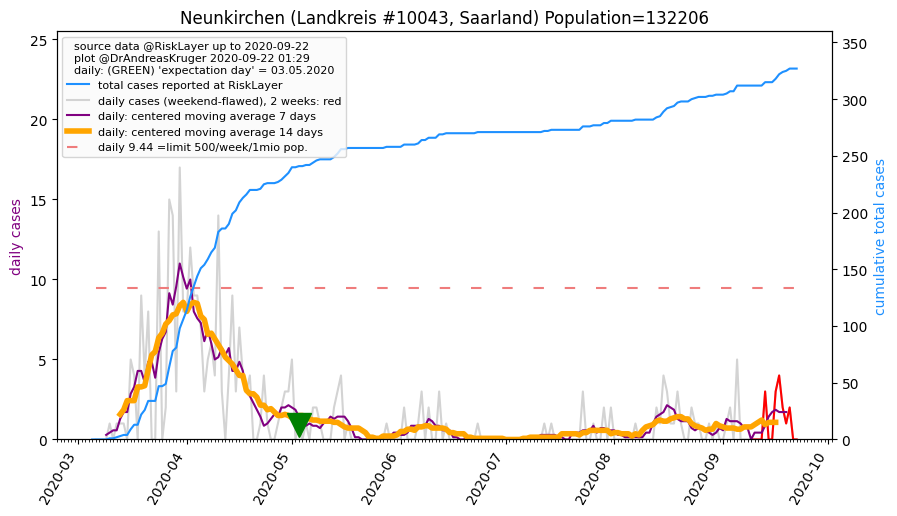 Neunkirchen (Landkreis #10043, Saarland) Population=132206
source data @RiskLayer up to 2020-09-22
plot @DrAndreasKruger 2020-09-22 01:29
daily: (GREEN) 'expectation day' = 03.05.2020
total cases reported at RiskLayer
daily cases (weekend-flawed), 2 weeks: red
daily: centered moving average 7 days
daily: centered moving average 14 days
daily 9.44 =limit 500/week/1mio pop.
daily cases
25
20
15
10
5
0
cumulative total cases
350
300
250
200
150
100
50
0
2020-03
2020-04
2020-05
2020-06
2020-07
2020-08
2020-09
2020-10